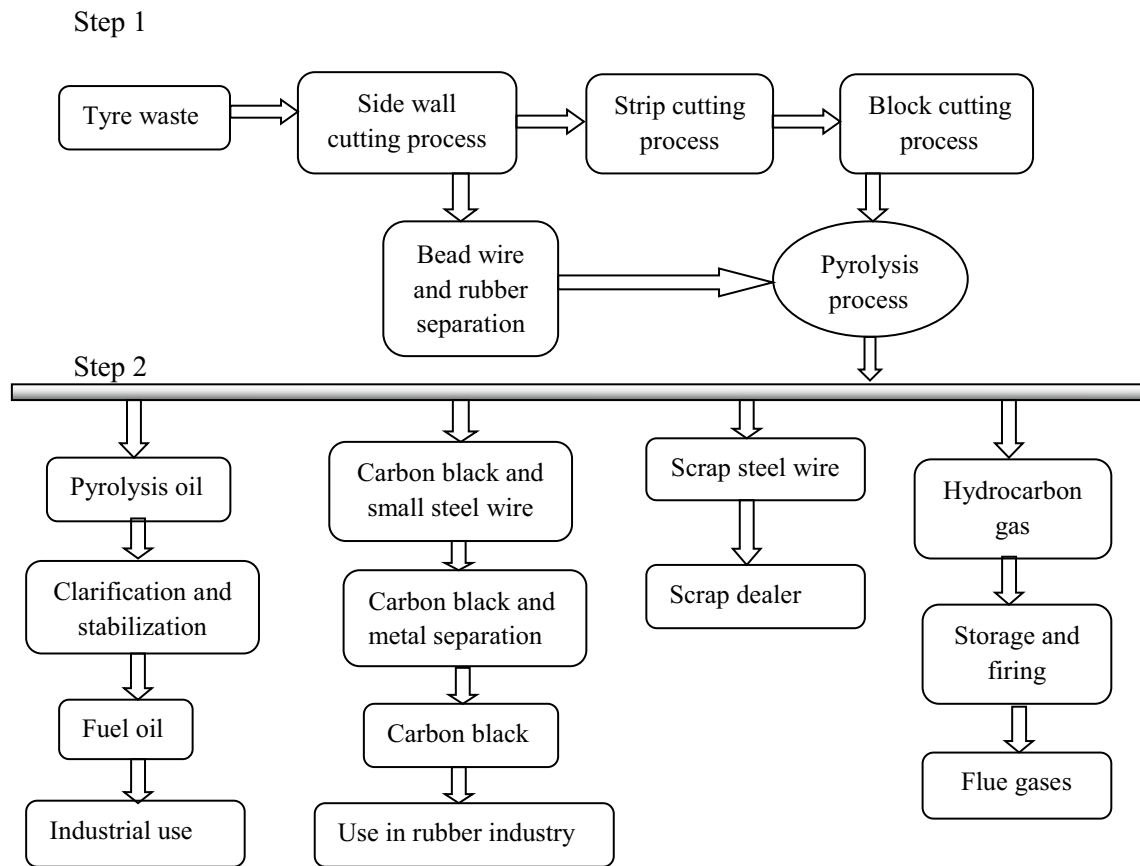 Step 1
Tyre waste
Side wall
cutting process
Strip cutting
process
Block cutting
process
Bead wire
and rubber
separation
Pyrolysis
process
Step 2
Pyrolysis oil
Clarification and
stabilization
Fuel oil
Industrial use
Carbon black and
small steel wire
Carbon black and
metal separation
Carbon black
Use in rubber industry
Scrap steel wire
Scrap dealer
Hydrocarbon
gas
Storage and
firing
Flue gases